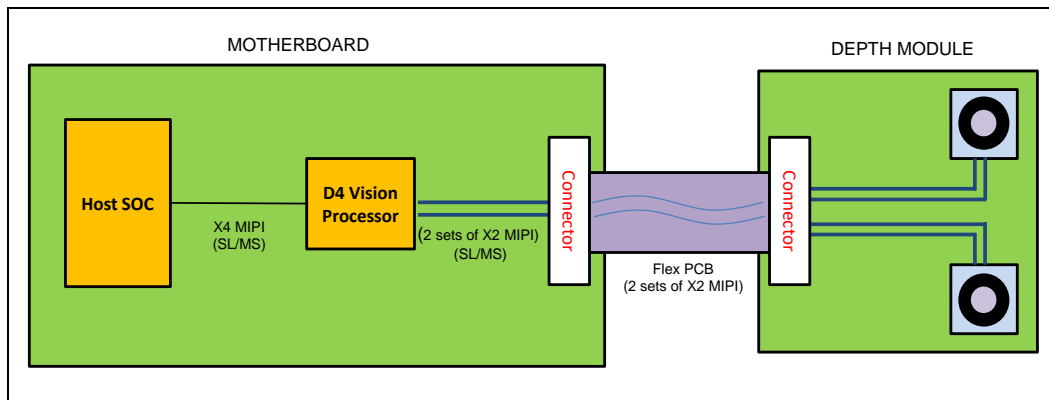 MOTHERBOARD
DEPTH MODULE
Host SOC
X4 MIPI
(SL/MS)
D4 Vision
Processor
(2 sets of X2 MIPI)
(SL/MS)
Connector
Flex PCB
(2 sets of X2 MIPI)
Connector